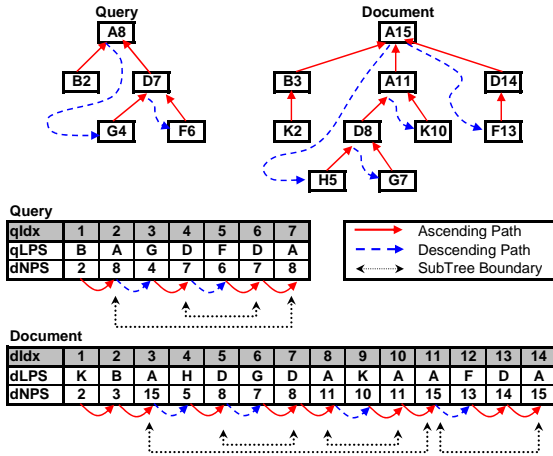 Query
Document
A8
A15
B2
D7
B3
A11
D14
G4
F6
K2
D8
K10
F13
H5
G7
Query
qIdx 1 2 3 4 5 6 7
qLPS B A G D F D A
dNPS 2 8 4 7 6 7 8
Ascending Path
Descending Path
SubTree Boundary
Document
dIdx 1 2 3 4 5 6 7 8 9 10 11 12 13 14
dLPS K B A H D G D A K A A F D A
dNPS 2 3 15 5 8 7 8 11 10 11 15 13 14 15